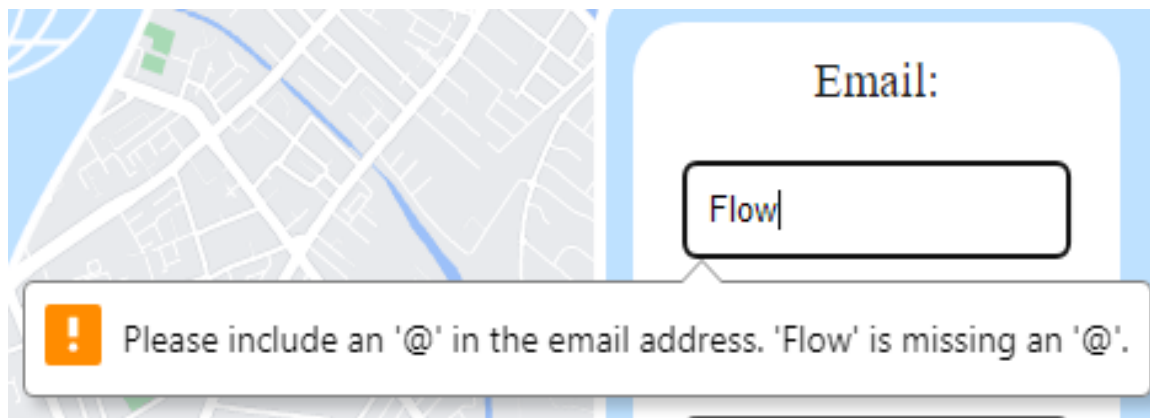 Email:
Flow
Please include an '@' in the email address. 'Flow' is missing an '@'.